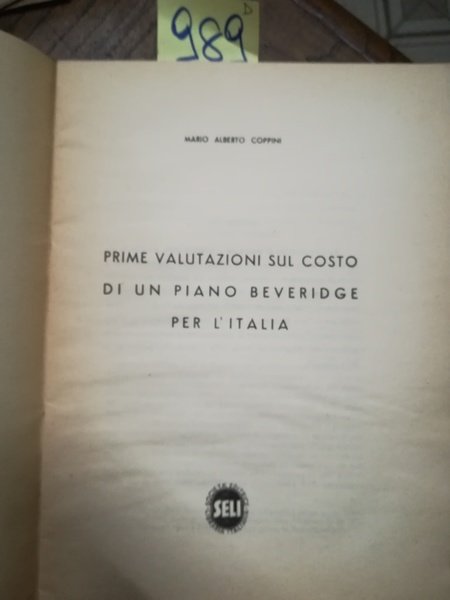 989 D
MARIO ALBERTO COPPINI
PRIME VALUTAZIONI SUL COSTO
DI UN PIANO BEVERIDGE
PER L'ITALIA
SELI